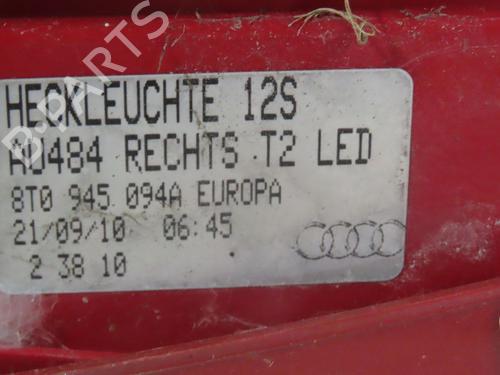 B-PARTS
HECKLEUCHTE 12S
AU484 RECHTS T2 LED
8T0 945 094A EUROPA
21/09/10 06:45
2 38 10